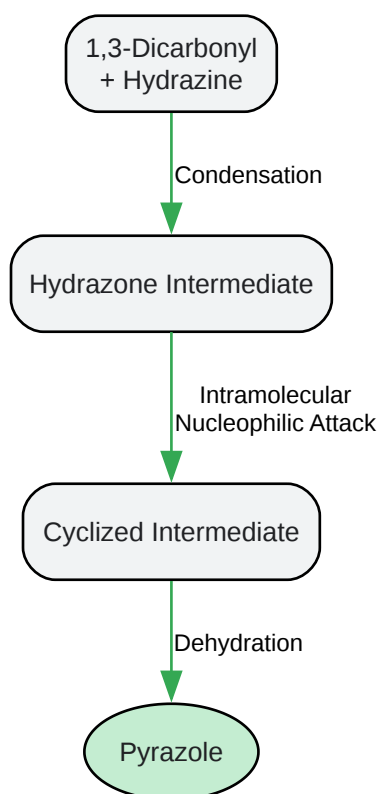 1,3-Dicarbonyl
+ Hydrazine
Condensation
Hydrazone Intermediate
Intramolecular
Nucleophilic Attack
Cyclized Intermediate
Dehydration
Pyrazole